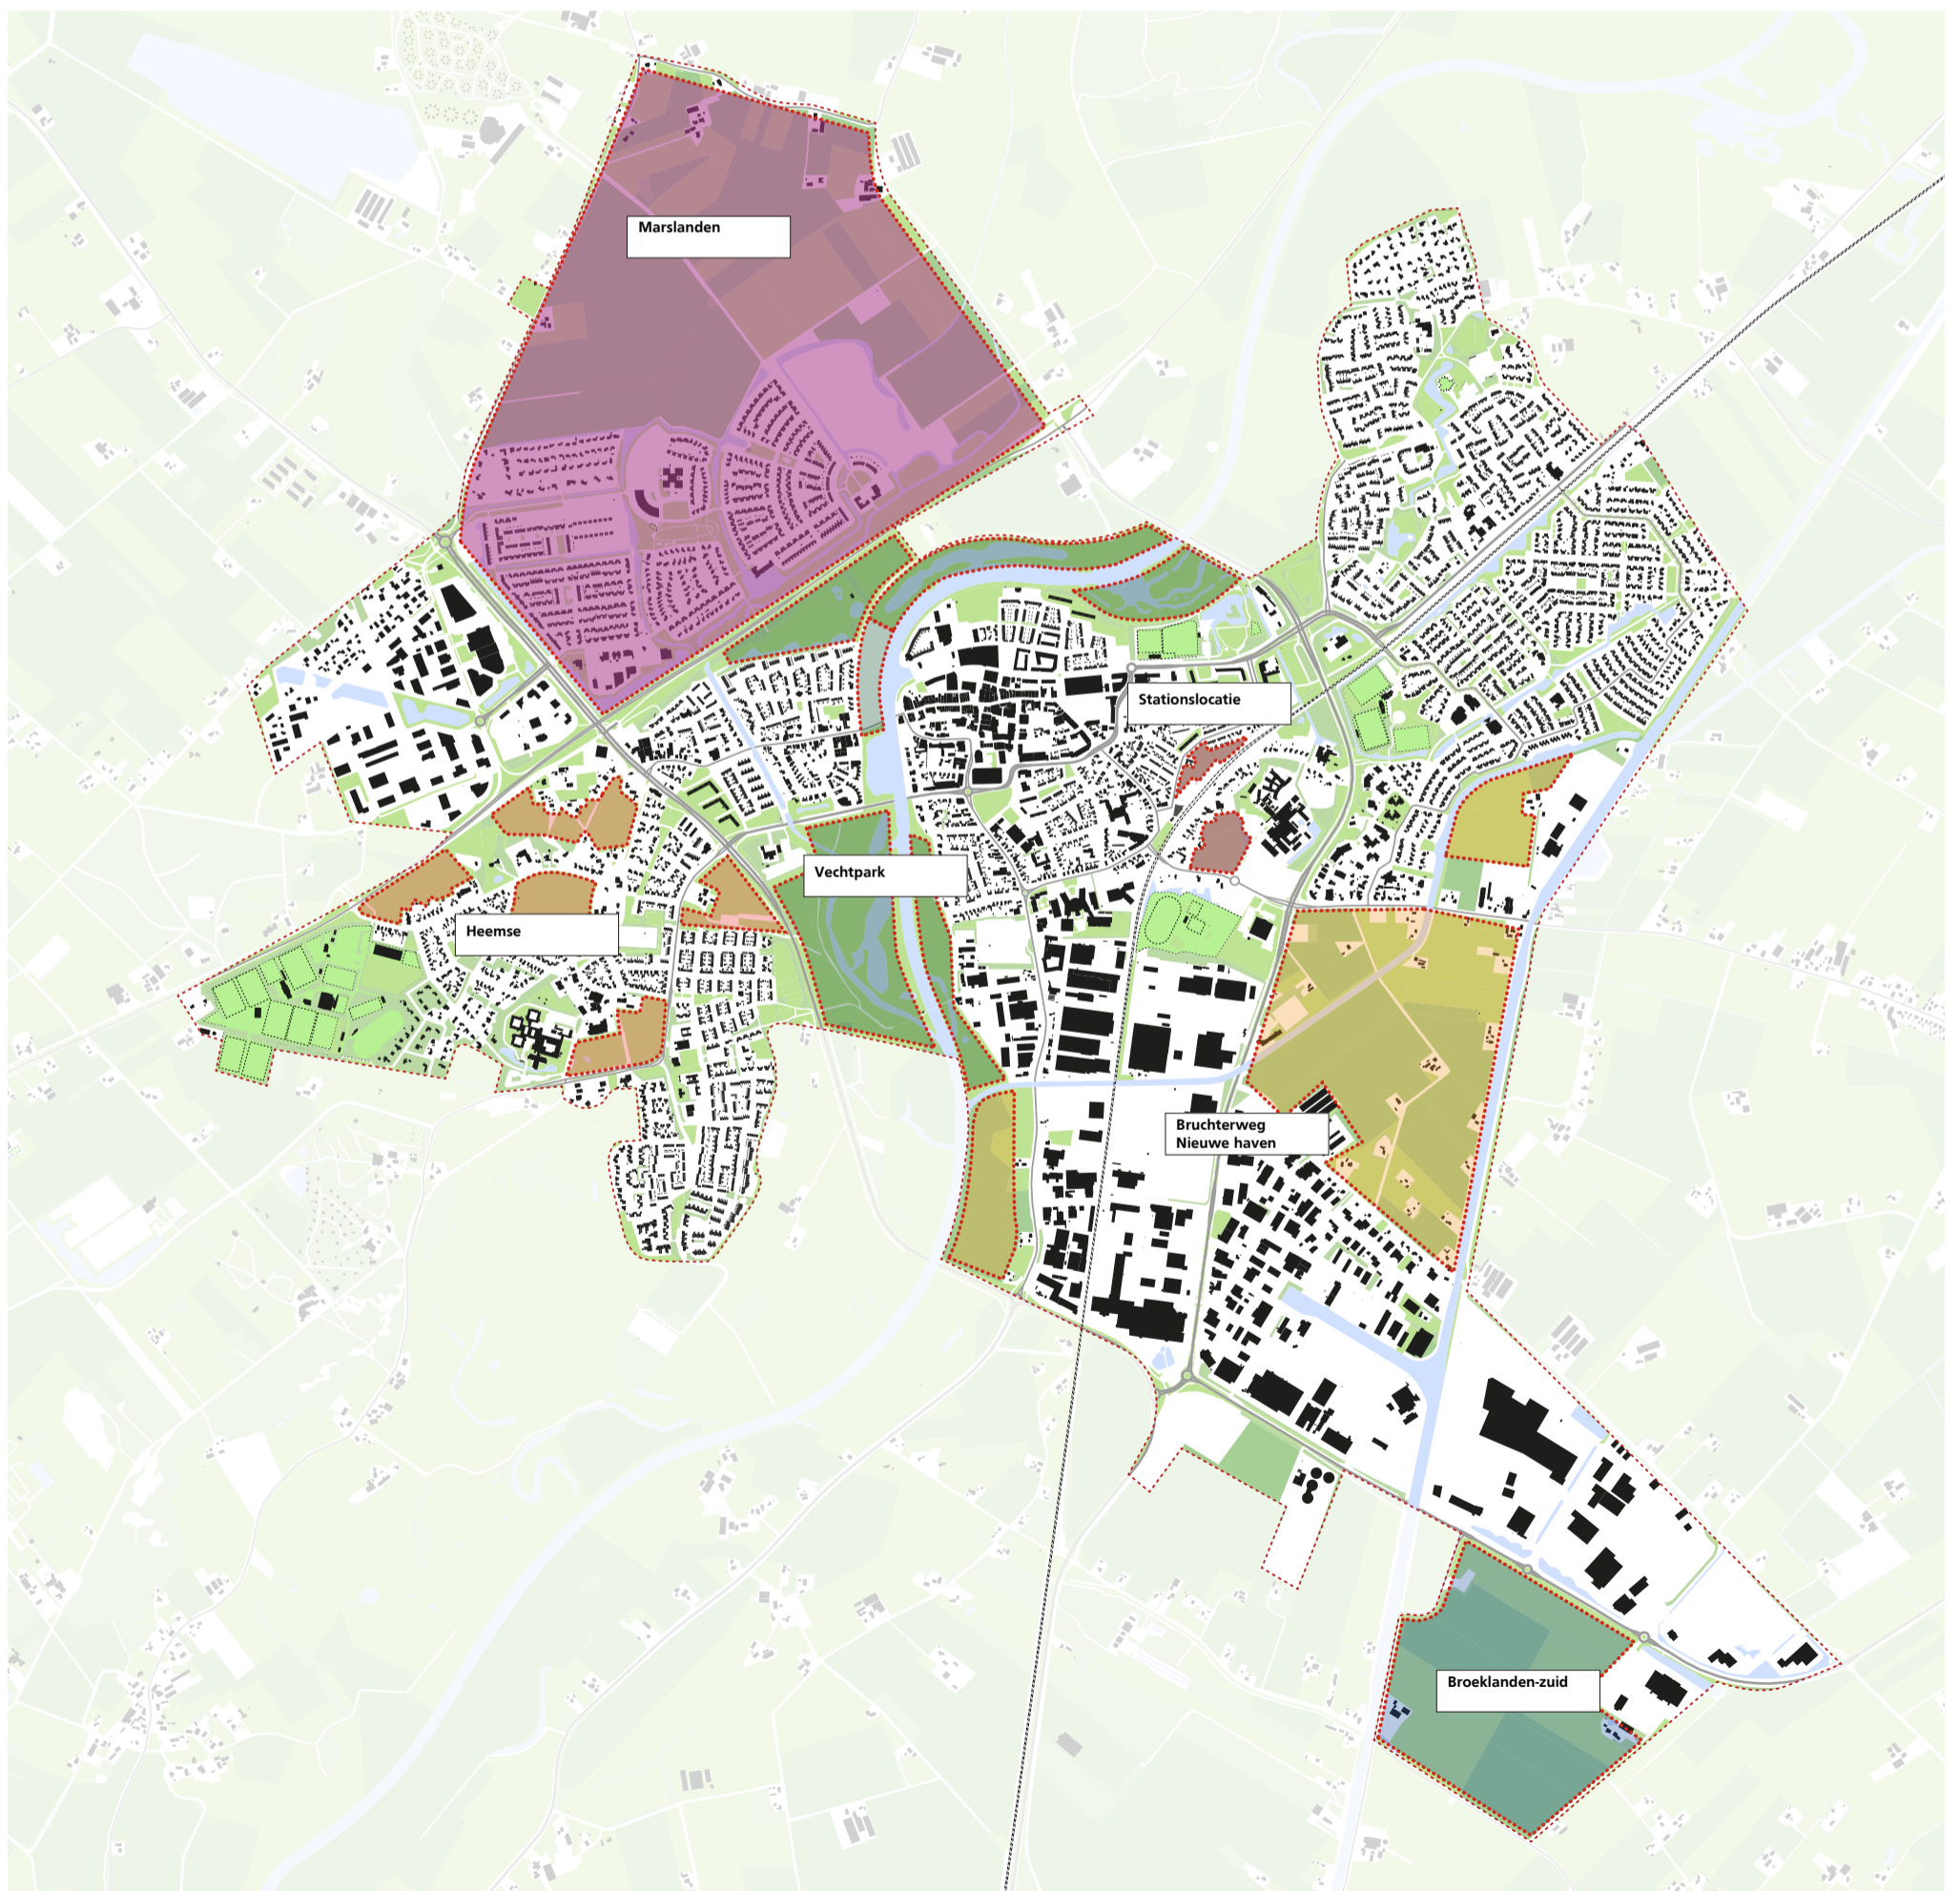 Marslanden
Stationslocatie
Vechtpark
Heemse
Bruchterweg
Nieuwe haven
Broeklanden-zuid